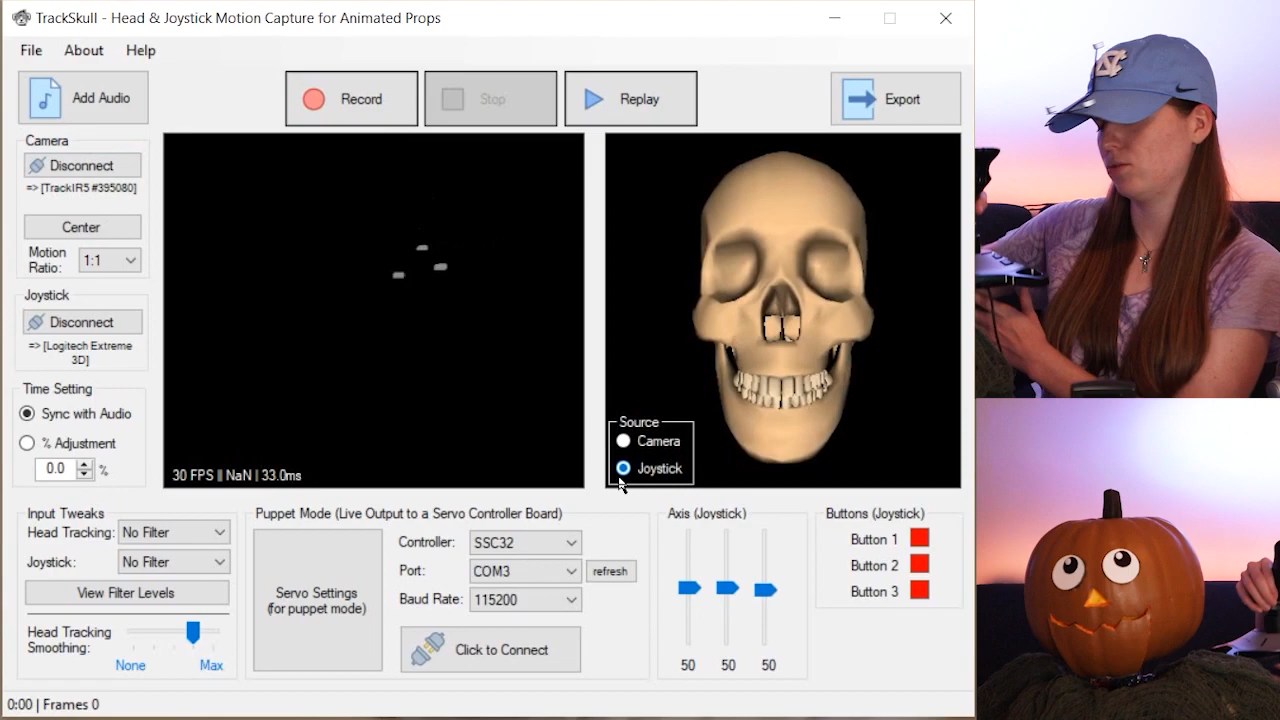 TrackSkull - Head & Joystick Motion Capture for Animated Props
File About Help
Add Audio
Record
Stop
Replay
Export
Camera
Disconnect
=> [TrackIR5 #395080]
Center
Motion
Ratio: 1:1
Joystick
Disconnect
=> [Logitech Extreme
3D]
Time Setting
Sync with Audio
% Adjustment
0.0 %
30 FPS || NaN | 33.0ms
Source
Camera
Joystick
Input Tweaks
Head Tracking: No Filter
Joystick: No Filter
View Filter Levels
Head Tracking
Smoothing:
None Max
Puppet Mode (Live Output to a Servo Controller Board)
Servo Settings
(for puppet mode)
Controller: SSC32
Port: COM3 refresh
Baud Rate: 115200
Click to Connect
Axis (Joystick)
50 50 50
Buttons (Joystick)
Button 1
Button 2
Button 3
0:00 | Frames 0
NC